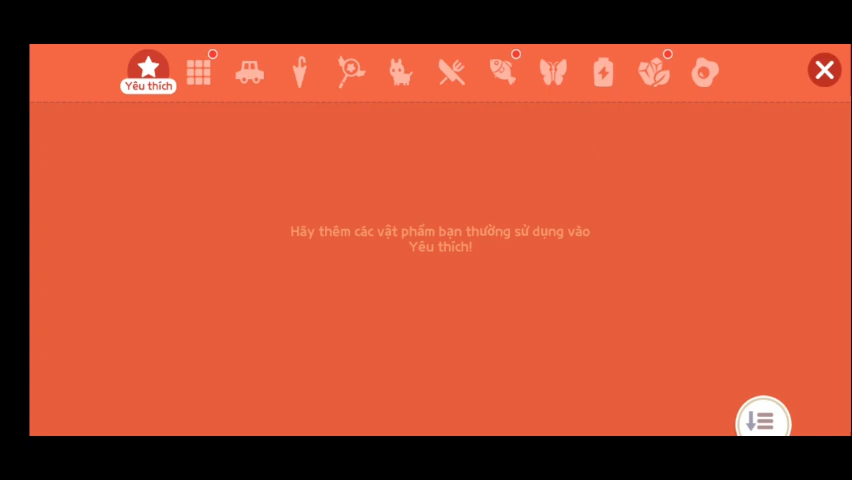 Yêu thích
Hãy thêm các vật phẩm bạn thường sử dụng vào
Yêu thích!